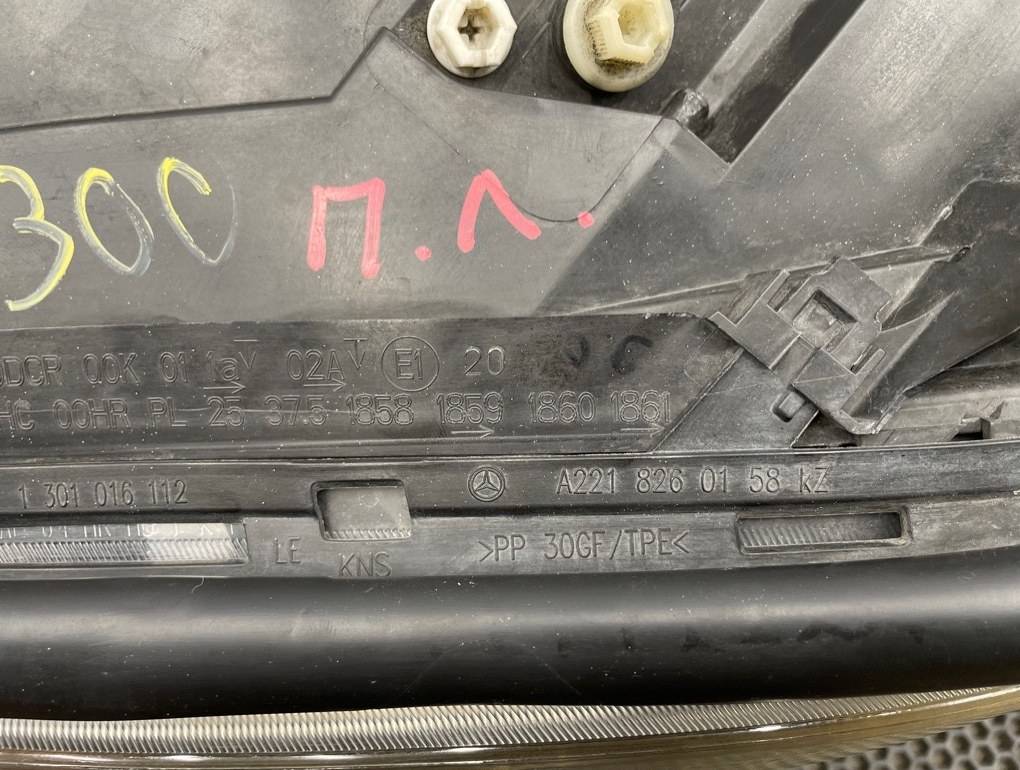 300 П.Л.
DCR 00K 01 1a 02A E1 20
HC 00HR PL 25 37.5 1858 1859 1860 1861
1 301 016 112
A221 826 01 58 kZ
LE
KNS
>PP 30GF/TPE<